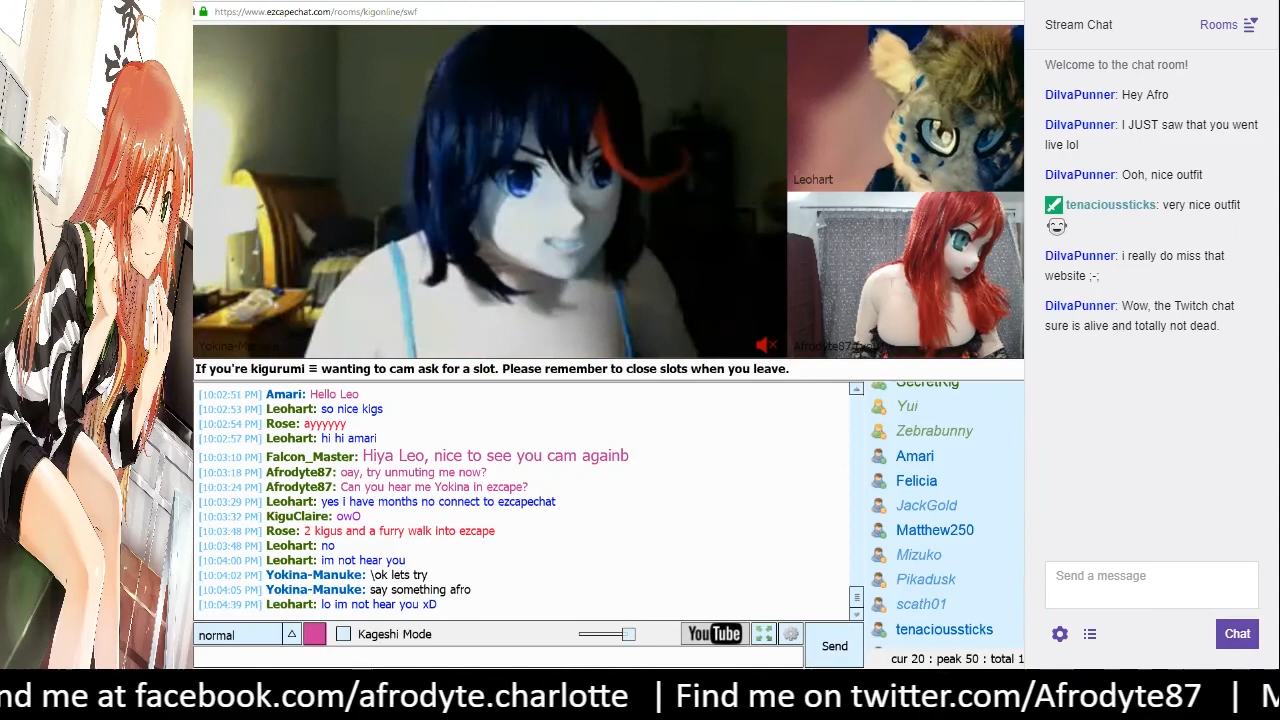 https://www.ezcapechat.com/rooms/kigonline/swf
Leohart
Yokina-Manuke
Afrodyte87
If you're kigurumi ≡ wanting to cam ask for a slot. Please remember to close slots when you leave.
[10:02:51 PM] Amari: Hello Leo
[10:02:53 PM] Leohart: so nice kigs
[10:02:54 PM] Rose: ayyyyyy
[10:02:57 PM] Leohart: hi hi amari
[10:03:10 PM] Falcon_Master: Hiya Leo, nice to see you cam againb
[10:03:18 PM] Afrodyte87: oay, try unmuting me now?
[10:03:24 PM] Afrodyte87: Can you hear me Yokina in ezcape?
[10:03:29 PM] Leohart: yes i have months no connect to ezcapechat
[10:03:32 PM] KiguClaire: owO
[10:03:48 PM] Rose: 2 kigus and a furry walk into ezcape
[10:03:48 PM] Leohart: no
[10:04:00 PM] Leohart: im not hear you
[10:04:02 PM] Yokina-Manuke: \ok lets try
[10:04:05 PM] Yokina-Manuke: say something afro
[10:04:39 PM] Leohart: lo im not hear you xD
SecretKig
Yui
Zebrabunny
Amari
Felicia
JackGold
Matthew250
Mizuko
Pikadusk
scath01
tenaciousticks
normal
Kageshi Mode
YouTube
Send
cur 20 : peak 50 : total 1
Stream Chat
Rooms
Welcome to the chat room!
DilvaPunner: Hey Afro
DilvaPunner: I JUST saw that you went
live lol
DilvaPunner: Ooh, nice outfit
tenacioussticks: very nice outfit
DilvaPunner: i really do miss that
website ;-;
DilvaPunner: Wow, the Twitch chat
sure is alive and totally not dead.
Send a message
Chat
nd me at facebook.com/afrodyte.charlotte | Find me on twitter.com/Afrodyte87 | M